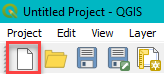 Untitled Project - QGIS
Project Edit View Layer